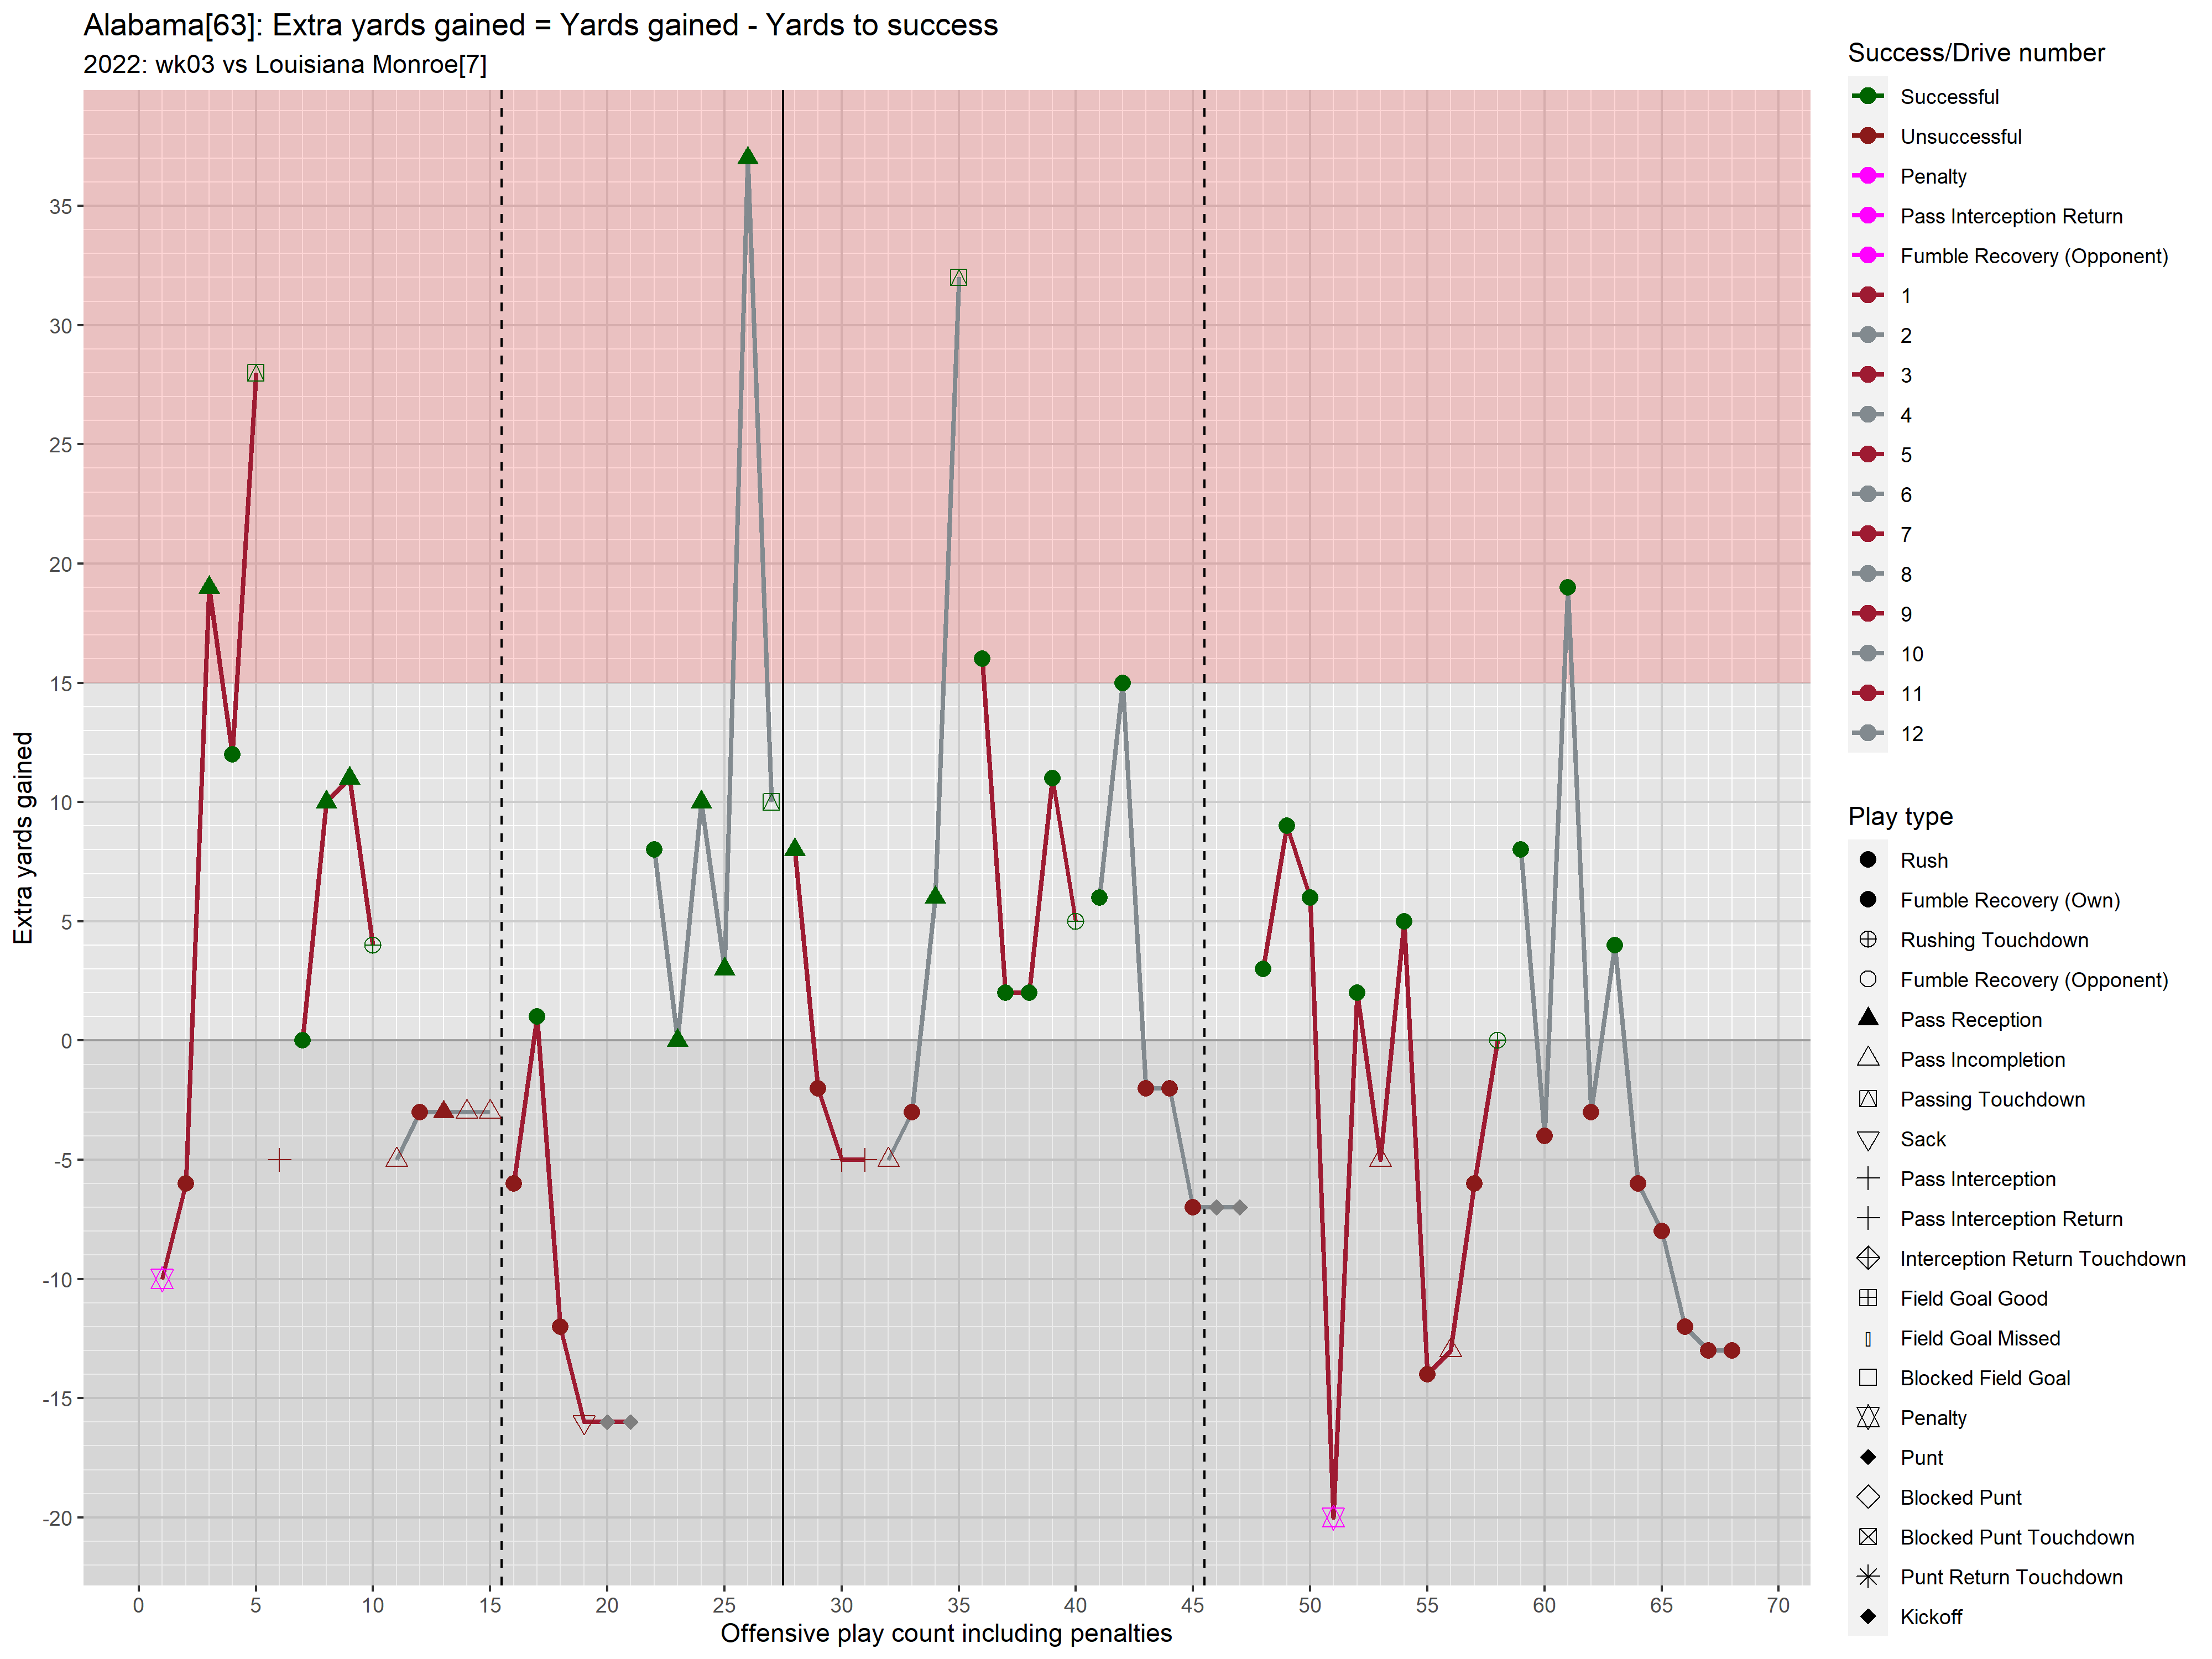 Alabama[63]: Extra yards gained = Yards gained - Yards to success
2022: wk03 vs Louisiana Monroe[7]
Extra yards gained
35
30
25
20
15
10
5
0
-5
-10
-15
-20
0 5 10 15 20 25 30 35 40 45 50 55 60 65 70
Offensive play count including penalties
Success/Drive number
Successful
Unsuccessful
Penalty
Pass Interception Return
Fumble Recovery (Opponent)
1
2
3
4
5
6
7
8
9
10
11
12
Play type
Rush
Fumble Recovery (Own)
Rushing Touchdown
Fumble Recovery (Opponent)
Pass Reception
Pass Incompletion
Passing Touchdown
Sack
Pass Interception
Pass Interception Return
Interception Return Touchdown
Field Goal Good
Field Goal Missed
Blocked Field Goal
Penalty
Punt
Blocked Punt
Blocked Punt Touchdown
Punt Return Touchdown
Kickoff